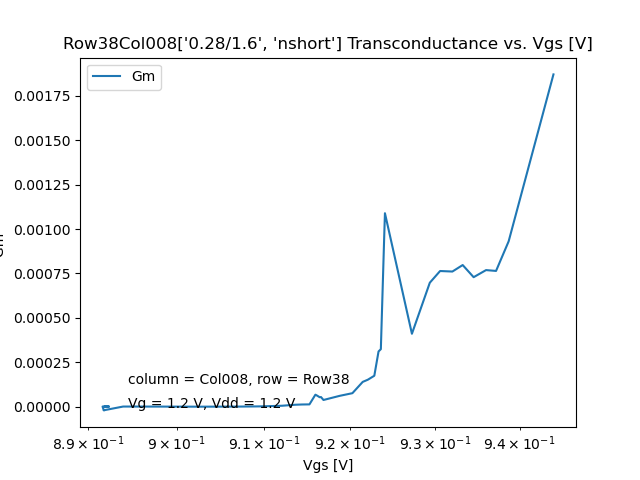 Row38Col008['0.28/1.6', 'nshort'] Transconductance vs. Vgs [V]
Gm
0.00175
0.00150
0.00125
0.00100
0.00075
0.00050
0.00025
0.00000
Gm
column = Col008, row = Row38
Vg = 1.2 V, Vdd = 1.2 V
8.9 × 10⁻¹ 9 × 10⁻¹ 9.1 × 10⁻¹ 9.2 × 10⁻¹ 9.3 × 10⁻¹ 9.4 × 10⁻¹
Vgs [V]